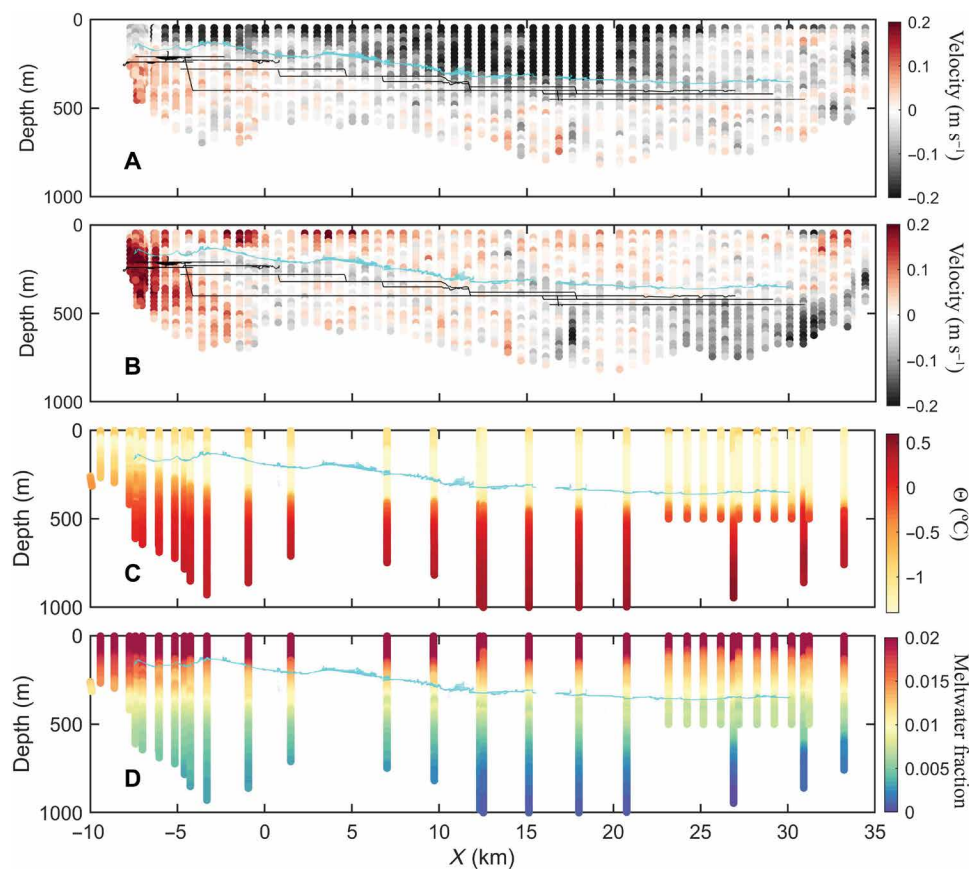 0
500
1000
Depth (m)
A
0.2
0.1
0
−0.1
−0.2
Velocity (m s⁻¹)
0
500
1000
Depth (m)
B
0.2
0.1
0
−0.1
−0.2
Velocity (m s⁻¹)
0
500
1000
Depth (m)
C
0.5
0
−0.5
−1
Θ (ºC)
0
500
1000
Depth (m)
D
0.02
0.015
0.01
0.005
0
Meltwater fraction
−10 −5 0 5 10 15 20 25 30 35
X (km)